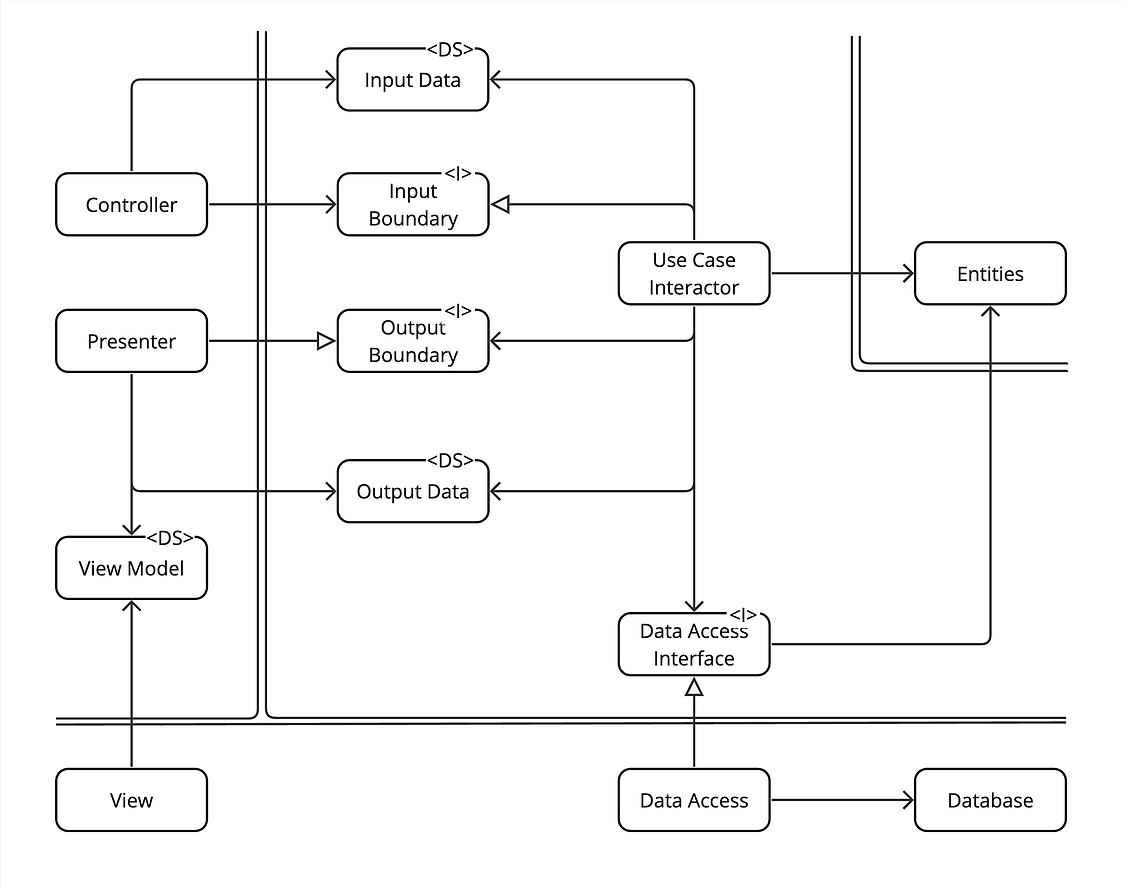 <DS>
Input Data
<I>
Controller
Input
Boundary
Use Case
Interactor
Entities
<I>
Presenter
Output
Boundary
<DS>
Output Data
<DS>
View Model
<I>
Data Access
Interface
View
Data Access
Database